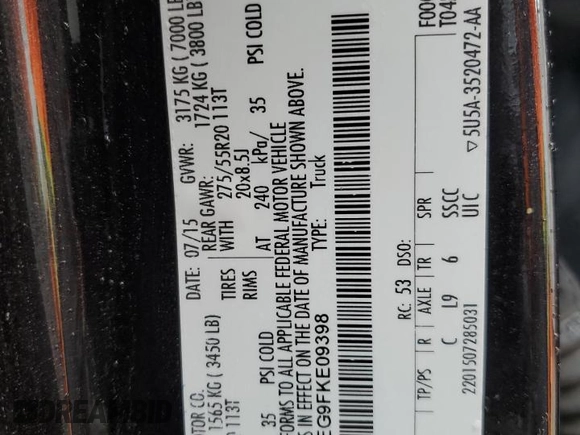 DATE: 07/15 GVWR: 3175 KG ( 7000 LB
REAR GAWR: 1724 KG ( 3800 LB
1565 KG ( 3450 LB) WITH 275/55R20 113T
113T TIRES
RIMS 20x8.5J
35 PSI COLD AT 240 kPa/ 35 PSI COLD
FORMS TO ALL APPLICABLE FEDERAL MOTOR VEHICLE
IN EFFECT ON THE DATE OF MANUFACTURE SHOWN ABOVE.
EG9FKE09398 TYPE: Truck
RC: 53 DSO:
TP/PS R AXLE TR SPR
C L9 6 SSCC
2201507285031 UIC
▽5U5A-3520472-AA